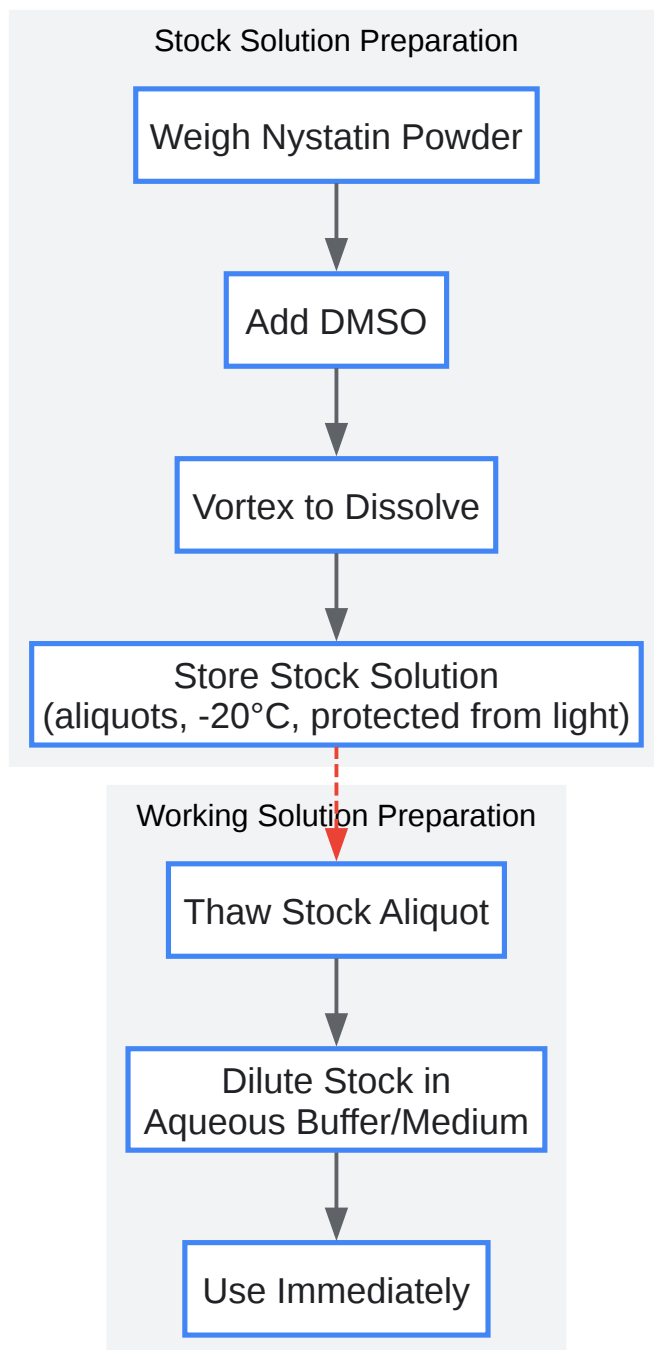 Stock Solution Preparation
Weigh Nystatin Powder
Add DMSO
Vortex to Dissolve
Store Stock Solution
(aliquots, -20°C, protected from light)
Working Solution Preparation
Thaw Stock Aliquot
Dilute Stock in
Aqueous Buffer/Medium
Use Immediately